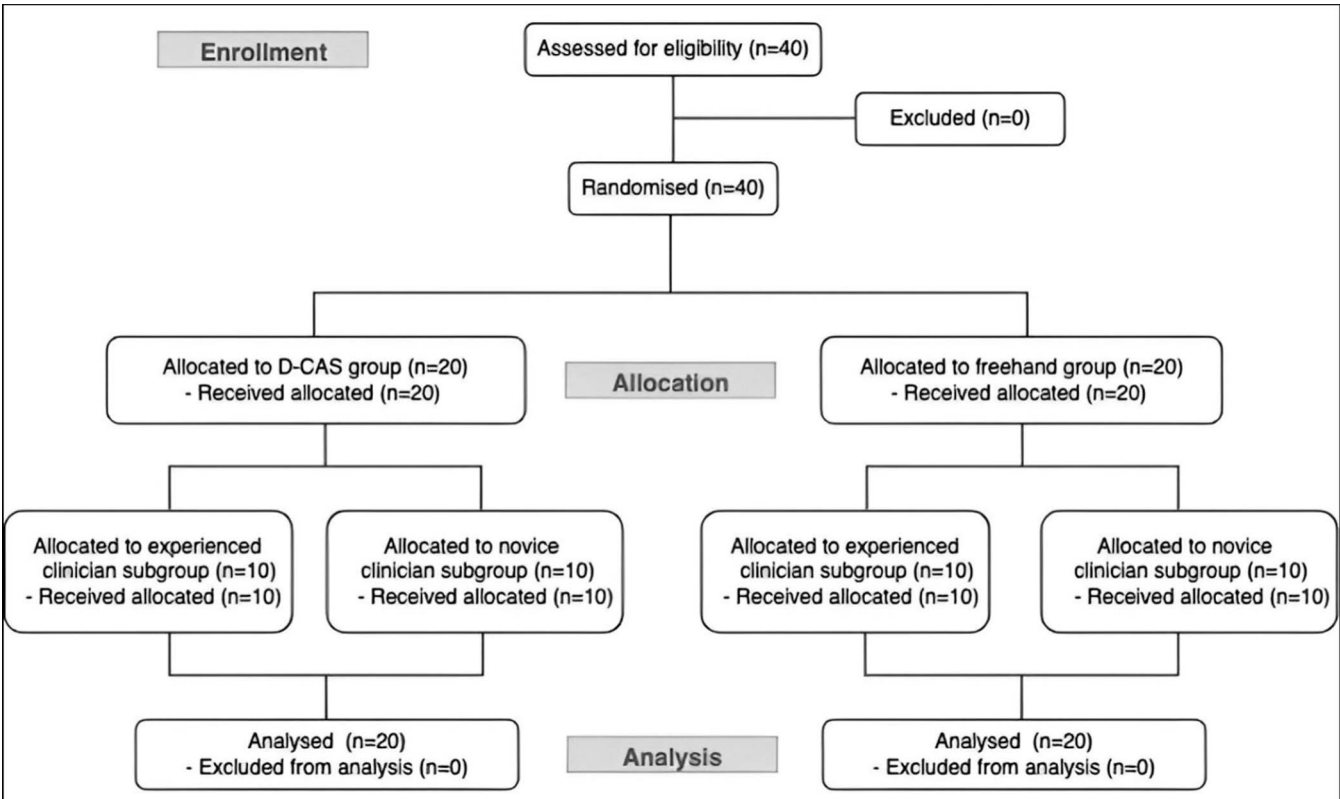 Enrollment
Assessed for eligibility (n=40)
Excluded (n=0)
Randomised (n=40)
Allocated to D-CAS group (n=20)
- Received allocated (n=20)
Allocation
Allocated to freehand group (n=20)
- Received allocated (n=20)
Allocated to experienced
clinician subgroup (n=10)
- Received allocated (n=10)
Allocated to novice
clinician subgroup (n=10)
- Received allocated (n=10)
Allocated to experienced
clinician subgroup (n=10)
- Received allocated (n=10)
Allocated to novice
clinician subgroup (n=10)
- Received allocated (n=10)
Analysed (n=20)
- Excluded from analysis (n=0)
Analysis
Analysed (n=20)
- Excluded from analysis (n=0)